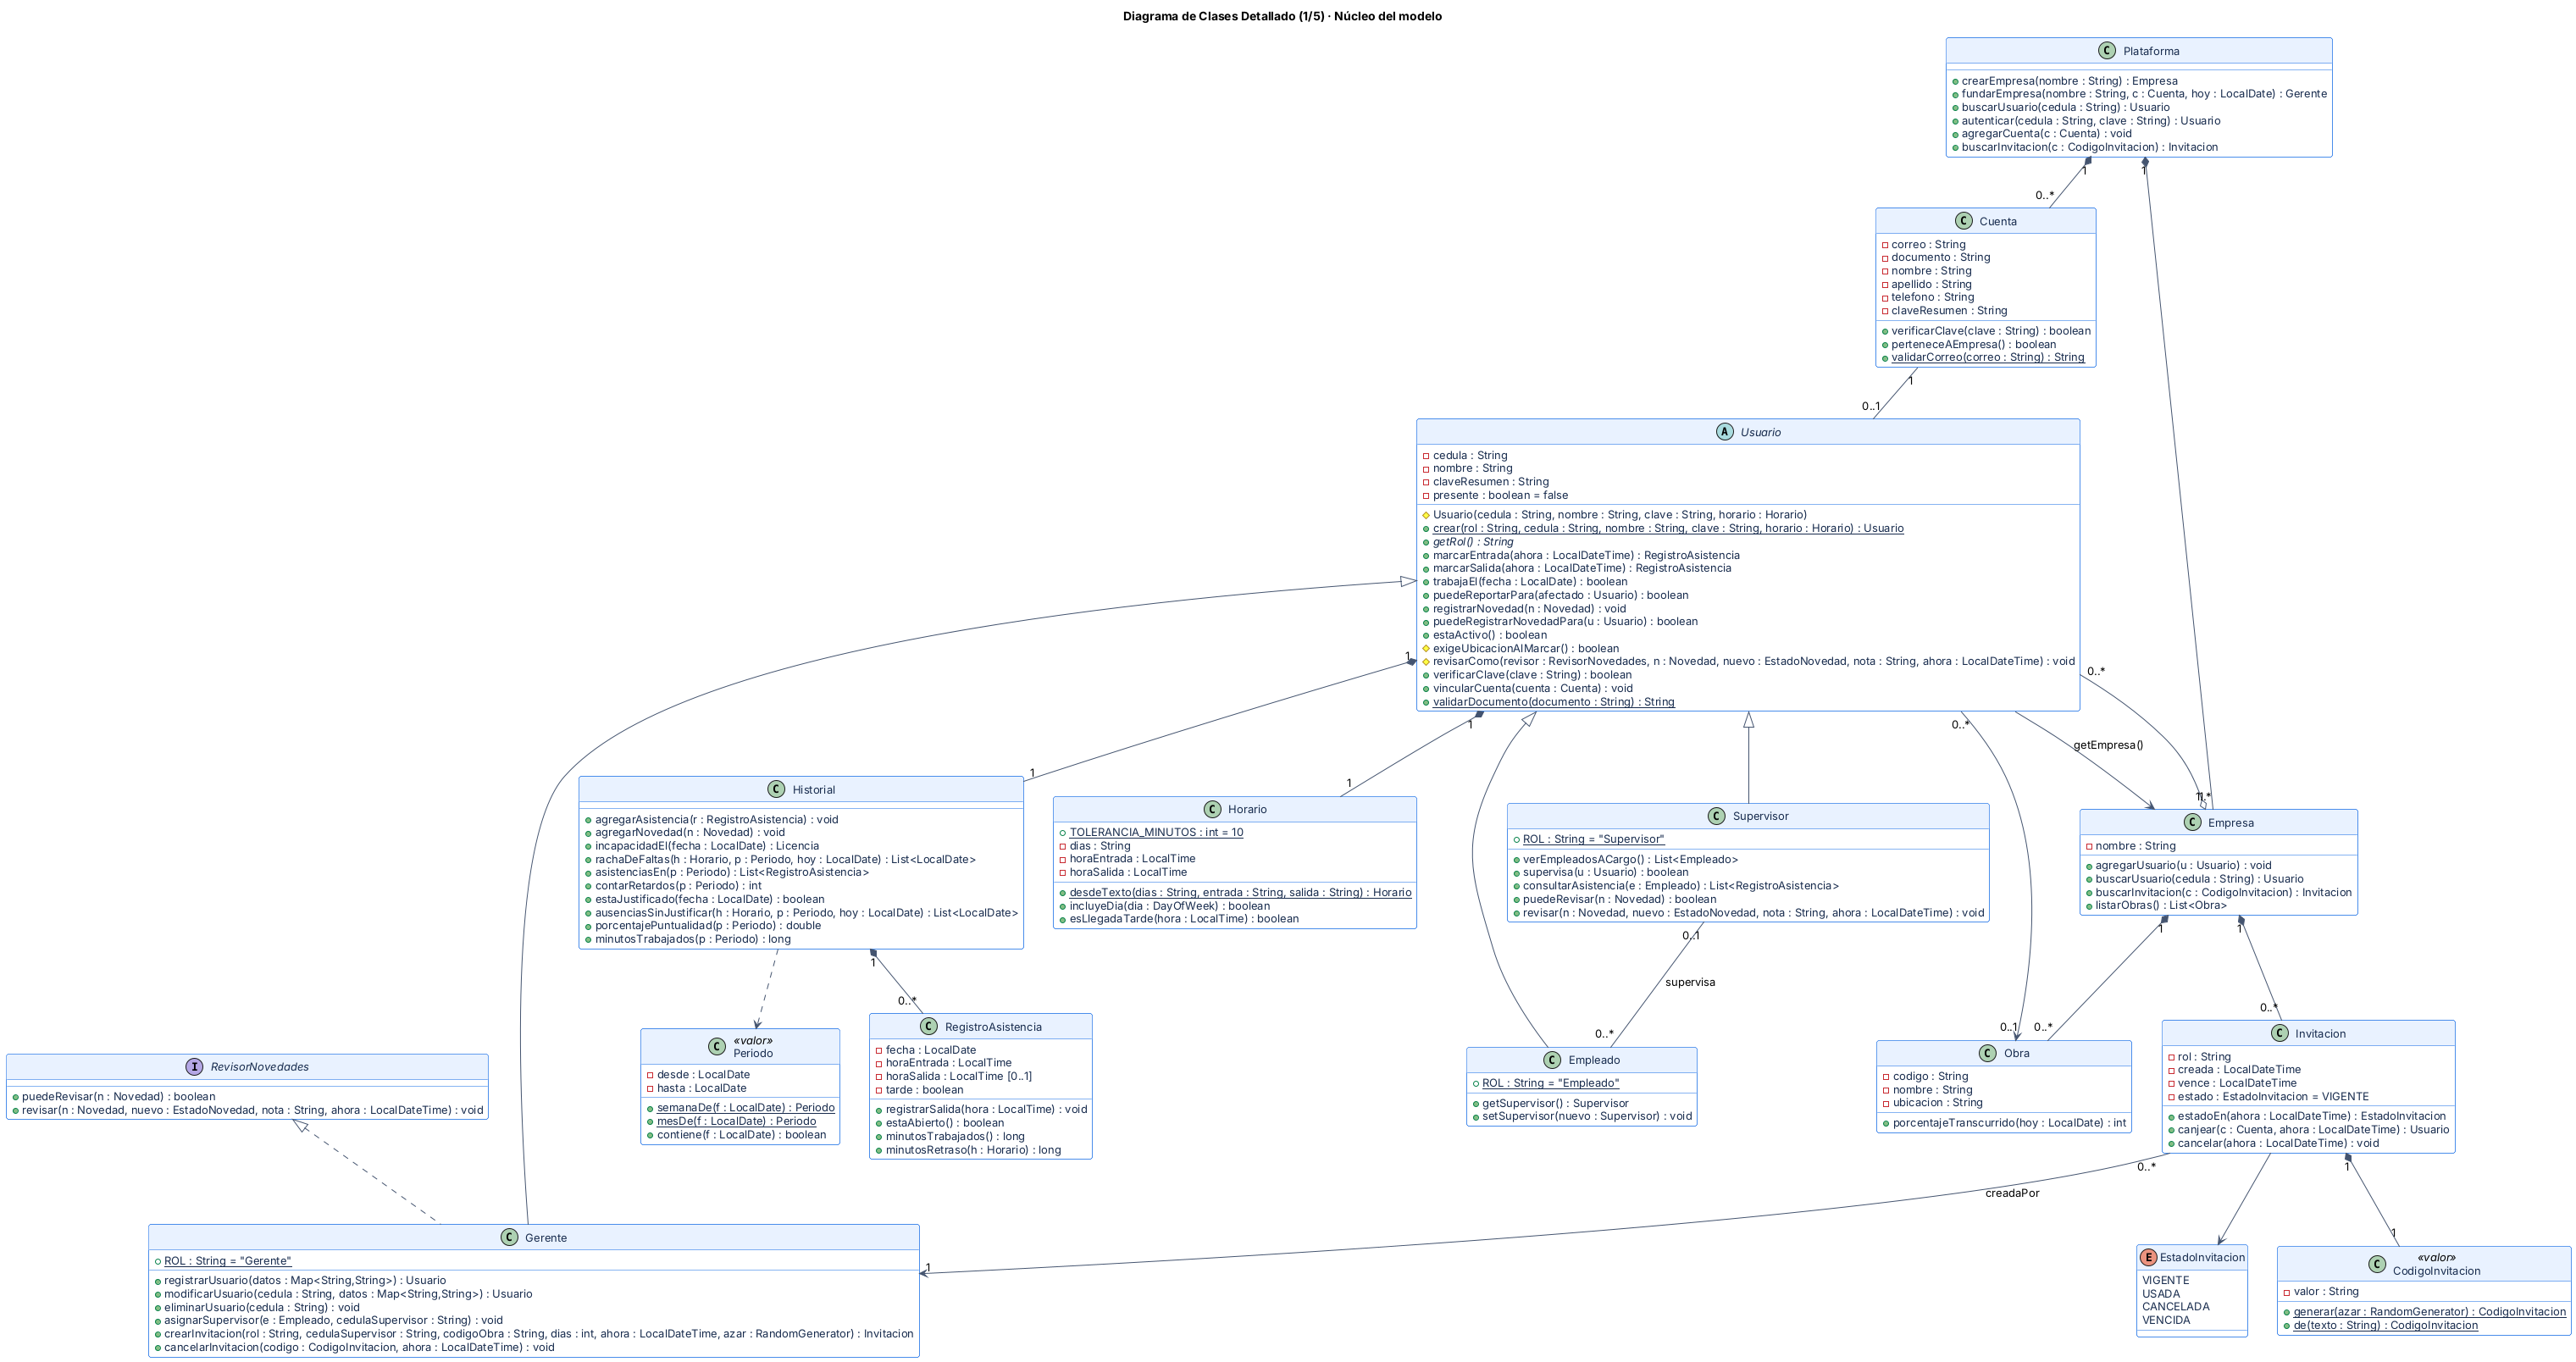 Diagrama de Clases Detallado (1/5) · Núcleo del modelo
C Plataforma
crearEmpresa(nombre : String) : Empresa
fundarEmpresa(nombre : String, c : Cuenta, hoy : LocalDate) : Gerente
buscarUsuario(cedula : String) : Usuario
autenticar(cedula : String, clave : String) : Usuario
agregarCuenta(c : Cuenta) : void
buscarInvitacion(c : CodigoInvitacion) : Invitacion
1
1
0..*
C Cuenta
correo : String
documento : String
nombre : String
apellido : String
telefono : String
claveResumen : String
verificarClave(clave : String) : boolean
perteneceAEmpresa() : boolean
validarCorreo(correo : String) : String
1
0..1
A Usuario
cedula : String
nombre : String
claveResumen : String
presente : boolean = false
Usuario(cedula : String, nombre : String, clave : String, horario : Horario)
crear(rol : String, cedula : String, nombre : String, clave : String, horario : Horario) : Usuario
getRol() : String
marcarEntrada(ahora : LocalDateTime) : RegistroAsistencia
marcarSalida(ahora : LocalDateTime) : RegistroAsistencia
trabajaEl(fecha : LocalDate) : boolean
puedeReportarPara(afectado : Usuario) : boolean
registrarNovedad(n : Novedad) : void
puedeRegistrarNovedadPara(u : Usuario) : boolean
estaActivo() : boolean
exigeUbicacionAlMarcar() : boolean
revisarComo(revisor : RevisorNovedades, n : Novedad, nuevo : EstadoNovedad, nota : String, ahora : LocalDateTime) : void
verificarClave(clave : String) : boolean
vincularCuenta(cuenta : Cuenta) : void
validarDocumento(documento : String) : String
1
0..*
1
0..*
getEmpresa()
1
1
C Historial
agregarAsistencia(r : RegistroAsistencia) : void
agregarNovedad(n : Novedad) : void
incapacidadEl(fecha : LocalDate) : Licencia
rachaDeFaltas(h : Horario, p : Periodo, hoy : LocalDate) : List<LocalDate>
asistenciasEn(p : Periodo) : List<RegistroAsistencia>
contarRetardos(p : Periodo) : int
estaJustificado(fecha : LocalDate) : boolean
ausenciasSinJustificar(h : Horario, p : Periodo, hoy : LocalDate) : List<LocalDate>
porcentajePuntualidad(p : Periodo) : double
minutosTrabajados(p : Periodo) : long
C Horario
TOLERANCIA_MINUTOS : int = 10
dias : String
horaEntrada : LocalTime
horaSalida : LocalTime
desdeTexto(dias : String, entrada : String, salida : String) : Horario
incluyeDia(dia : DayOfWeek) : boolean
esLlegadaTarde(hora : LocalTime) : boolean
C Supervisor
ROL : String = "Supervisor"
verEmpleadosACargo() : List<Empleado>
supervisa(u : Usuario) : boolean
consultarAsistencia(e : Empleado) : List<RegistroAsistencia>
puedeRevisar(n : Novedad) : boolean
revisar(n : Novedad, nuevo : EstadoNovedad, nota : String, ahora : LocalDateTime) : void
C Empresa
nombre : String
agregarUsuario(u : Usuario) : void
buscarUsuario(cedula : String) : Usuario
buscarInvitacion(c : CodigoInvitacion) : Invitacion
listarObras() : List<Obra>
1
0..*
0..1
supervisa
0..*
1
1
0..1
0..*
0..*
I RevisorNovedades
puedeRevisar(n : Novedad) : boolean
revisar(n : Novedad, nuevo : EstadoNovedad, nota : String, ahora : LocalDateTime) : void
«valor»
C Periodo
desde : LocalDate
hasta : LocalDate
semanaDe(f : LocalDate) : Periodo
mesDe(f : LocalDate) : Periodo
contiene(f : LocalDate) : boolean
C RegistroAsistencia
fecha : LocalDate
horaEntrada : LocalTime
horaSalida : LocalTime [0..1]
tarde : boolean
registrarSalida(hora : LocalTime) : void
estaAbierto() : boolean
minutosTrabajados() : long
minutosRetraso(h : Horario) : long
C Empleado
ROL : String = "Empleado"
getSupervisor() : Supervisor
setSupervisor(nuevo : Supervisor) : void
C Obra
codigo : String
nombre : String
ubicacion : String
porcentajeTranscurrido(hoy : LocalDate) : int
C Invitacion
rol : String
creada : LocalDateTime
vence : LocalDateTime
estado : EstadoInvitacion = VIGENTE
estadoEn(ahora : LocalDateTime) : EstadoInvitacion
canjear(c : Cuenta, ahora : LocalDateTime) : Usuario
cancelar(ahora : LocalDateTime) : void
0..*
creadaPor
1
1
1
C Gerente
ROL : String = "Gerente"
registrarUsuario(datos : Map<String,String>) : Usuario
modificarUsuario(cedula : String, datos : Map<String,String>) : Usuario
eliminarUsuario(cedula : String) : void
asignarSupervisor(e : Empleado, cedulaSupervisor : String) : void
crearInvitacion(rol : String, cedulaSupervisor : String, codigoObra : String, dias : int, ahora : LocalDateTime, azar : RandomGenerator) : Invitacion
cancelarInvitacion(codigo : CodigoInvitacion, ahora : LocalDateTime) : void
E EstadoInvitacion
VIGENTE
USADA
CANCELADA
VENCIDA
«valor»
C CodigoInvitacion
valor : String
generar(azar : RandomGenerator) : CodigoInvitacion
de(texto : String) : CodigoInvitacion